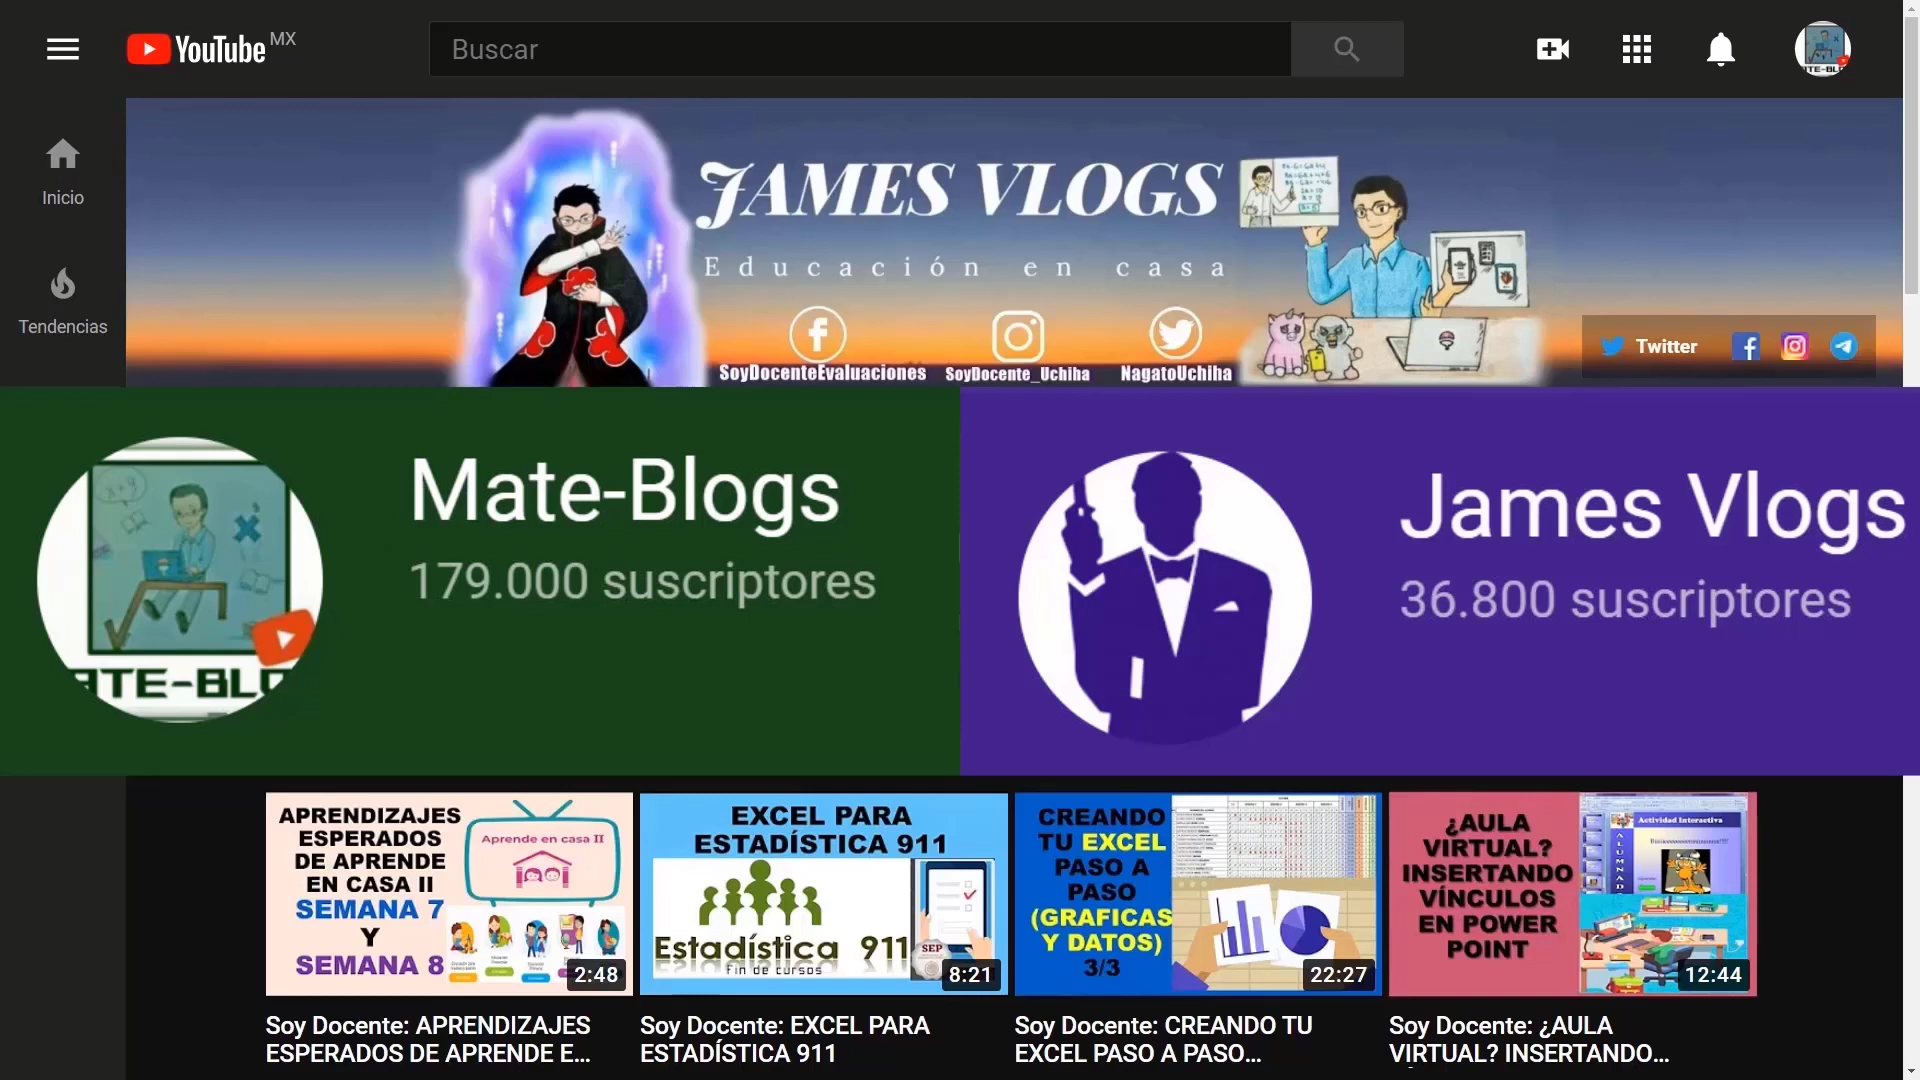 YouTube MX
Buscar
Inicio
Tendencias
JAMES VLOGS
Educación en casa
SoyDocenteEvaluaciones
SoyDocente_Uchiha
NagatoUchiha
Twitter
Mate-Blogs
179.000 suscriptores
James Vlogs
36.800 suscriptores
APRENDIZAJES
ESPERADOS
DE APRENDE
EN CASA II
SEMANA 7
Y
SEMANA 8
Aprende en casa II
2:48
EXCEL PARA
ESTADÍSTICA 911
Estadística 911
fin de cursos
SEP
8:21
CREANDO
TU EXCEL
PASO A
PASO
(GRAFICAS
Y DATOS)
3/3
22:27
¿AULA
VIRTUAL?
INSERTANDO
VÍNCULOS
EN POWER
POINT
Actividad Interactiva
ALUMNAD
12:44
Soy Docente: APRENDIZAJES
ESPERADOS DE APRENDE E...
Soy Docente: EXCEL PARA
ESTADÍSTICA 911
Soy Docente: CREANDO TU
EXCEL PASO A PASO...
Soy Docente: ¿AULA
VIRTUAL? INSERTANDO...